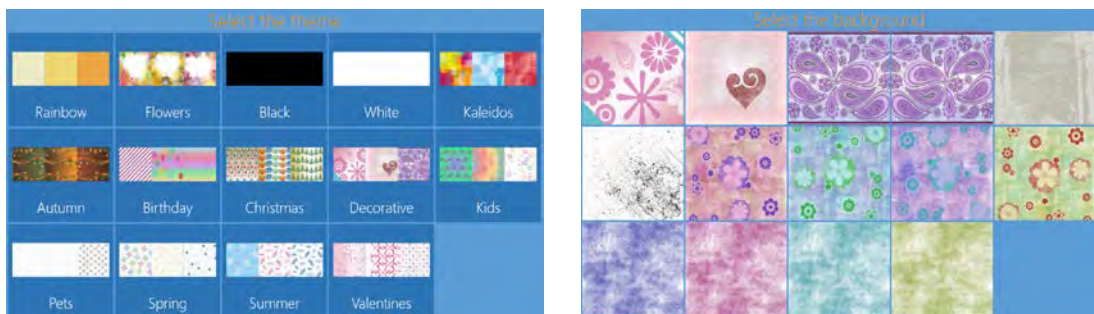 Select the theme
Rainbow Flowers Black White Kaleidos
Autumn Birthday Christmas Decorative Kids
Pets Spring Summer Valentines
Select the background